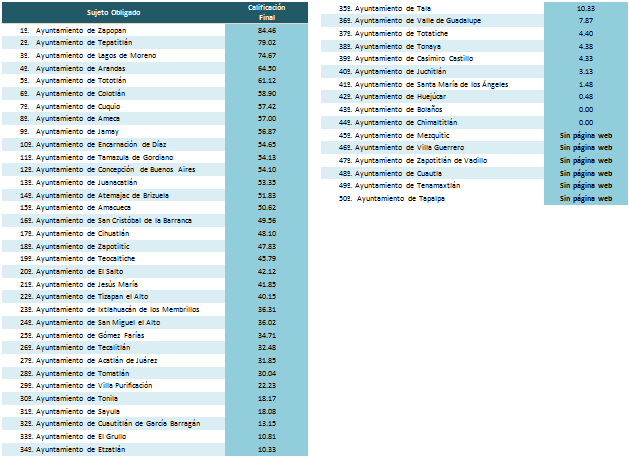 Sujeto Obligado Calificación Final
1º. Ayuntamiento de Zapopan 84.46
2º. Ayuntamiento de Tepatitlán 79.02
3º. Ayuntamiento de Lagos de Moreno 74.67
4º. Ayuntamiento de Arandas 64.50
5º. Ayuntamiento de Tototlán 61.12
6º. Ayuntamiento de Colotlán 58.90
7º. Ayuntamiento de Cuquio 57.42
8º. Ayuntamiento de Ameca 57.00
9º. Ayuntamiento de Jamay 56.87
10º. Ayuntamiento de Encarnación de Díaz 54.65
11º. Ayuntamiento de Tamazula de Gordiano 54.13
12º. Ayuntamiento de Concepción de Buenos Aires 54.10
13º. Ayuntamiento de Juanacatlán 53.35
14º. Ayuntamiento de Atemajac de Brizuela 51.83
15º. Ayuntamiento de Amacueca 50.62
16º. Ayuntamiento de San Cristóbal de la Barranca 49.56
17º. Ayuntamiento de Cihuatlán 48.10
18º. Ayuntamiento de Zapotiltic 47.83
19º. Ayuntamiento de Teocaltiche 45.79
20º. Ayuntamiento de El Salto 42.12
21º. Ayuntamiento de Jesús María 41.85
22º. Ayuntamiento de Tizapan el Alto 40.15
23º. Ayuntamiento de Ixtlahuacán de los Membrillos 36.31
24º. Ayuntamiento de San Miguel el Alto 36.02
25º. Ayuntamiento de Gómez Farías 34.71
26º. Ayuntamiento de Tecalitlán 32.48
27º. Ayuntamiento de Acatlán de Juárez 31.85
28º. Ayuntamiento de Tomatlán 30.04
29º. Ayuntamiento de Villa Purificación 22.23
30º. Ayuntamiento de Tonila 18.17
31º. Ayuntamiento de Sayula 18.08
32º. Ayuntamiento de Cuautitlán de García Barragán 13.15
33º. Ayuntamiento de El Grullo 10.81
34º. Ayuntamiento de Etzatlán 10.33
35º. Ayuntamiento de Tala 10.33
36º. Ayuntamiento de Valle de Guadalupe 7.87
37º. Ayuntamiento de Totatiche 4.40
38º. Ayuntamiento de Tonaya 4.38
39º. Ayuntamiento de Casimiro Castillo 4.33
40º. Ayuntamiento de Juchitlán 3.13
41º. Ayuntamiento de Santa María de los Ángeles 1.48
42º. Ayuntamiento de Huejúcar 0.48
43º. Ayuntamiento de Bolaños 0.00
44º. Ayuntamiento de Chimaltitlán 0.00
45º. Ayuntamiento de Mezquitic Sin página web
46º. Ayuntamiento de Villa Guerrero Sin página web
47º. Ayuntamiento de Zapotitlán de Vadillo Sin página web
48º. Ayuntamiento de Cuautla Sin página web
49º. Ayuntamiento de Tenamaxtlán Sin página web
50º. Ayuntamiento de Tapalpa Sin página web